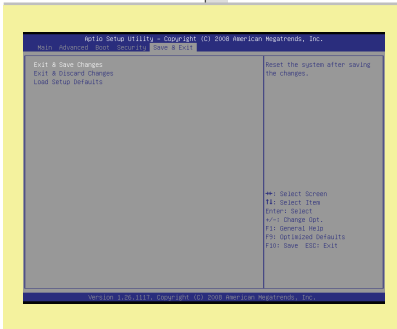 Aptio Setup Utility - Copyright (C) 2008 American Megatrends, Inc.
Main Advanced Boot Security Save & Exit
Exit & Save Changes
Exit & Discard Changes
Load Setup Defaults
Reset the system after saving
the changes.
↔: Select Screen
↑↓: Select Item
Enter: Select
+/-: Change Opt.
F1: General Help
F9: Optimized Defaults
F10: Save ESC: Exit
Version 1.26.1117. Copyright (C) 2008 American Megatrends, Inc.